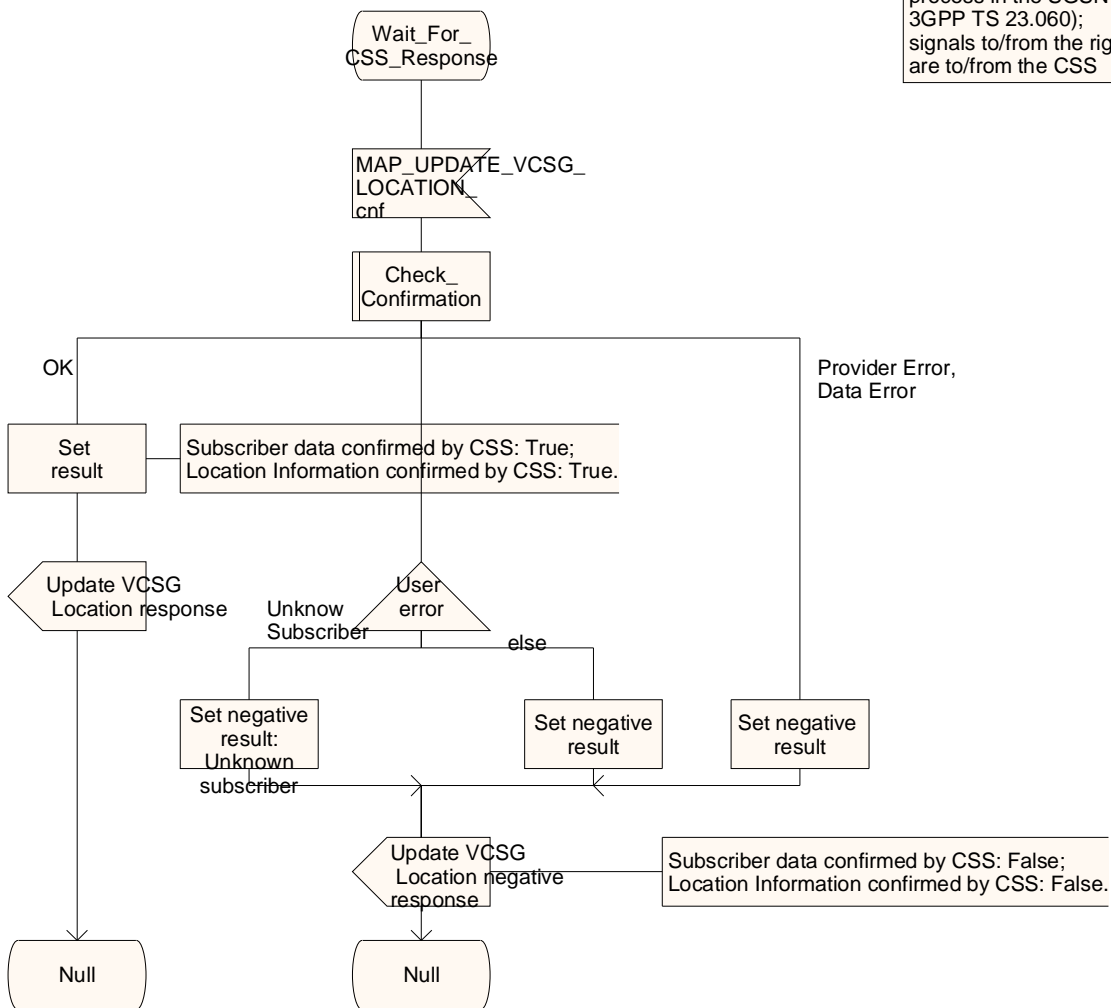 process in the SGSN
3GPP TS 23.060);
signals to/from the rig
are to/from the CSS
Wait_For_
CSS_Response
MAP_UPDATE_VCSG_
LOCATION_
cnf
Check_
Confirmation
OK
Provider Error,
Data Error
Set
result
Subscriber data confirmed by CSS: True;
Location Information confirmed by CSS: True.
Update VCSG
Location response
User
error
Unknow
Subscriber
else
Set negative
result:
Unknown
subscriber
Set negative
result
Set negative
result
Update VCSG
Location negative
response
Subscriber data confirmed by CSS: False;
Location Information confirmed by CSS: False.
Null
Null